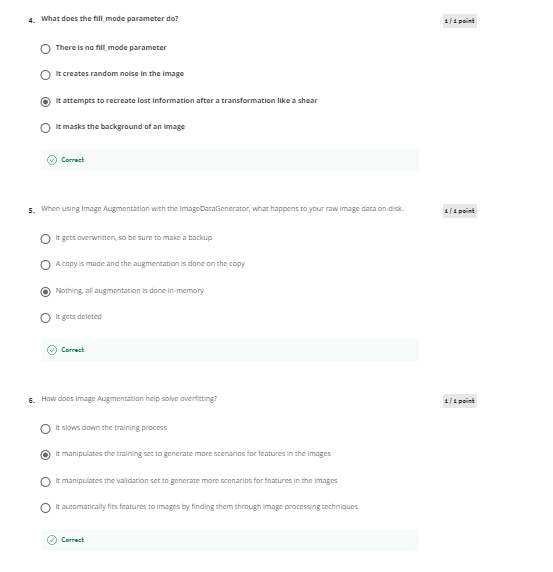 4. What does the fill_mode parameter do?
1 / 1 point
There is no fill_mode parameter
It creates random noise in the image
It attempts to recreate lost information after a transformation like a shear
It masks the background of an image
Correct
5. When using Image Augmentation with the ImageDataGenerator, what happens to your raw image data on-disk.
1 / 1 point
It gets overwritten, so be sure to make a backup
A copy is made and the augmentation is done on the copy
Nothing, all augmentation is done in-memory
It gets deleted
Correct
6. How does Image Augmentation help solve overfitting?
1 / 1 point
It slows down the training process
It manipulates the training set to generate more scenarios for features in the images
It manipulates the validation set to generate more scenarios for features in the images
It automatically fits features to images by finding them through image processing techniques
Correct